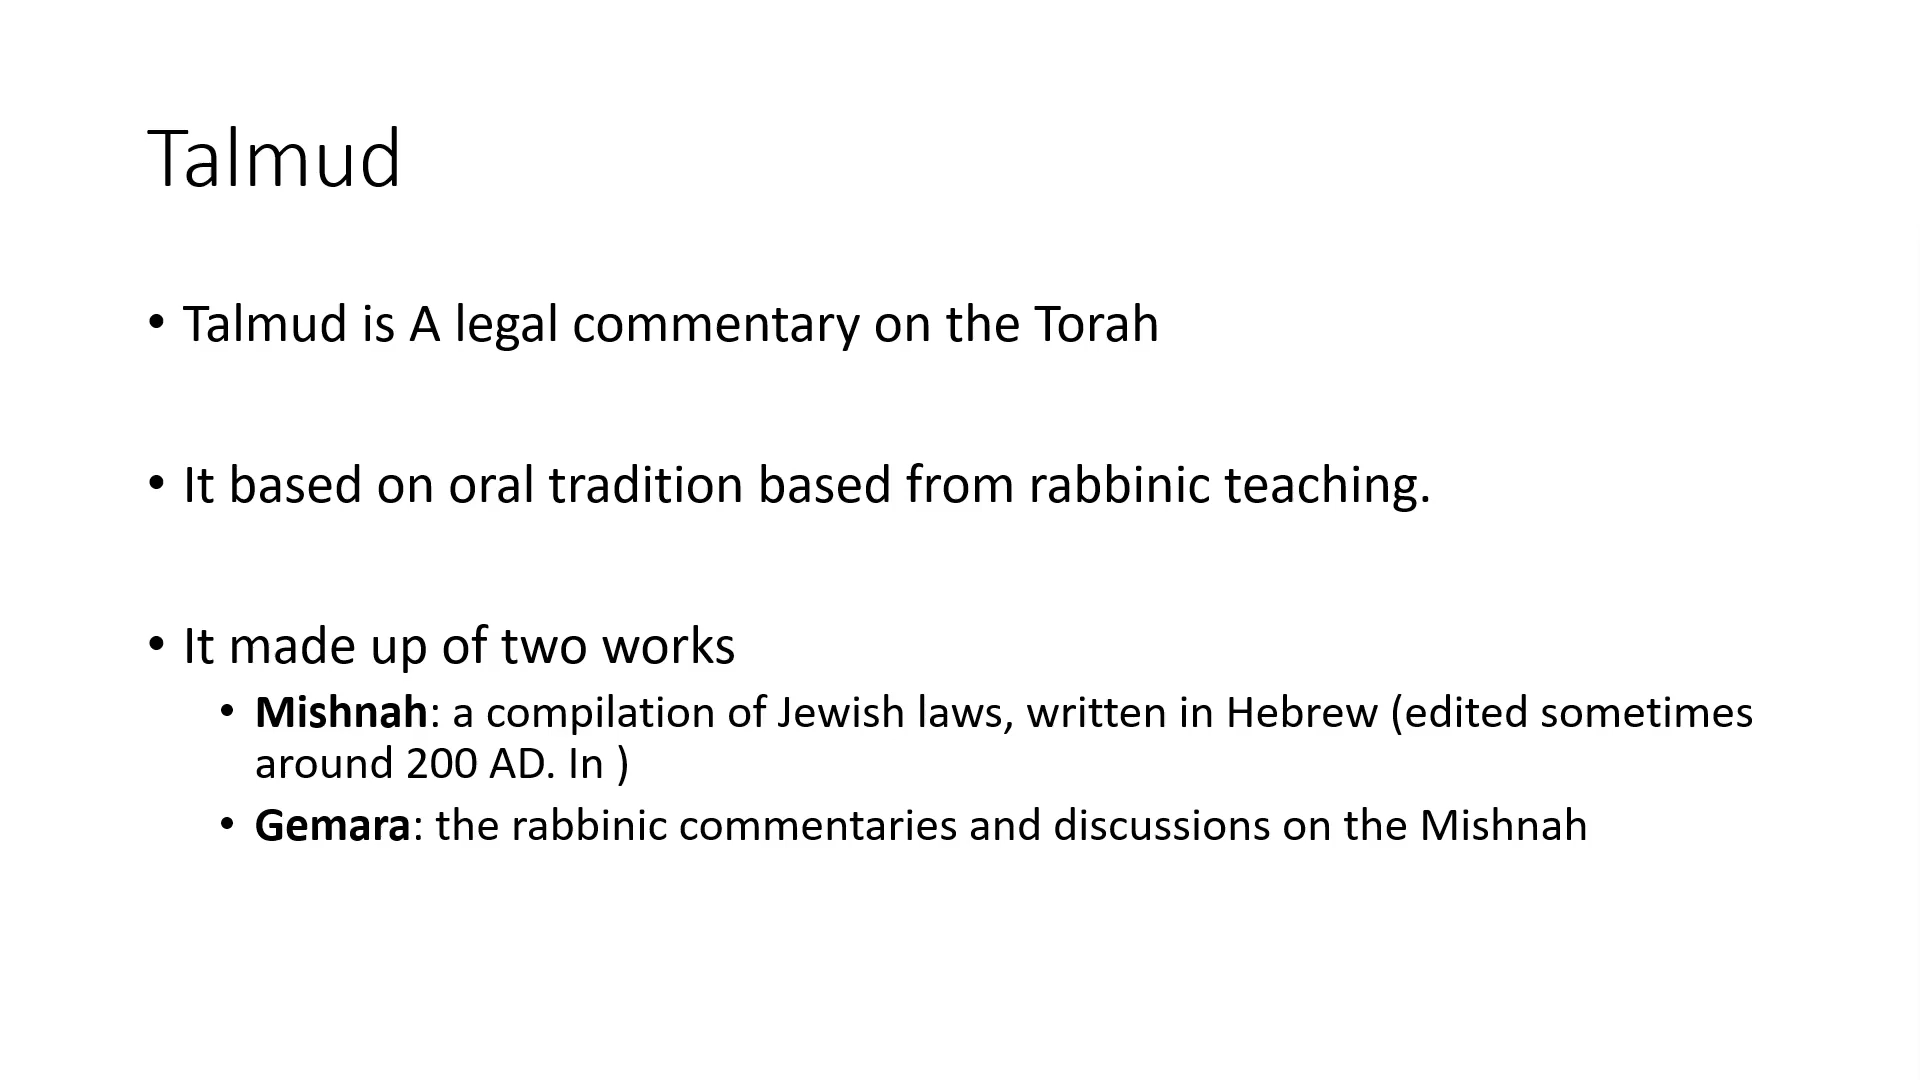 Talmud
• Talmud is A legal commentary on the Torah
• It based on oral tradition based from rabbinic teaching.
• It made up of two works
• Mishnah: a compilation of Jewish laws, written in Hebrew (edited sometimes
around 200 AD. In )
• Gemara: the rabbinic commentaries and discussions on the Mishnah